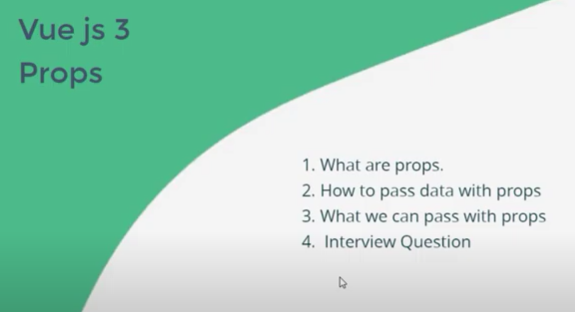 Vue js 3
Props
1. What are props.
2. How to pass data with props
3. What we can pass with props
4. Interview Question